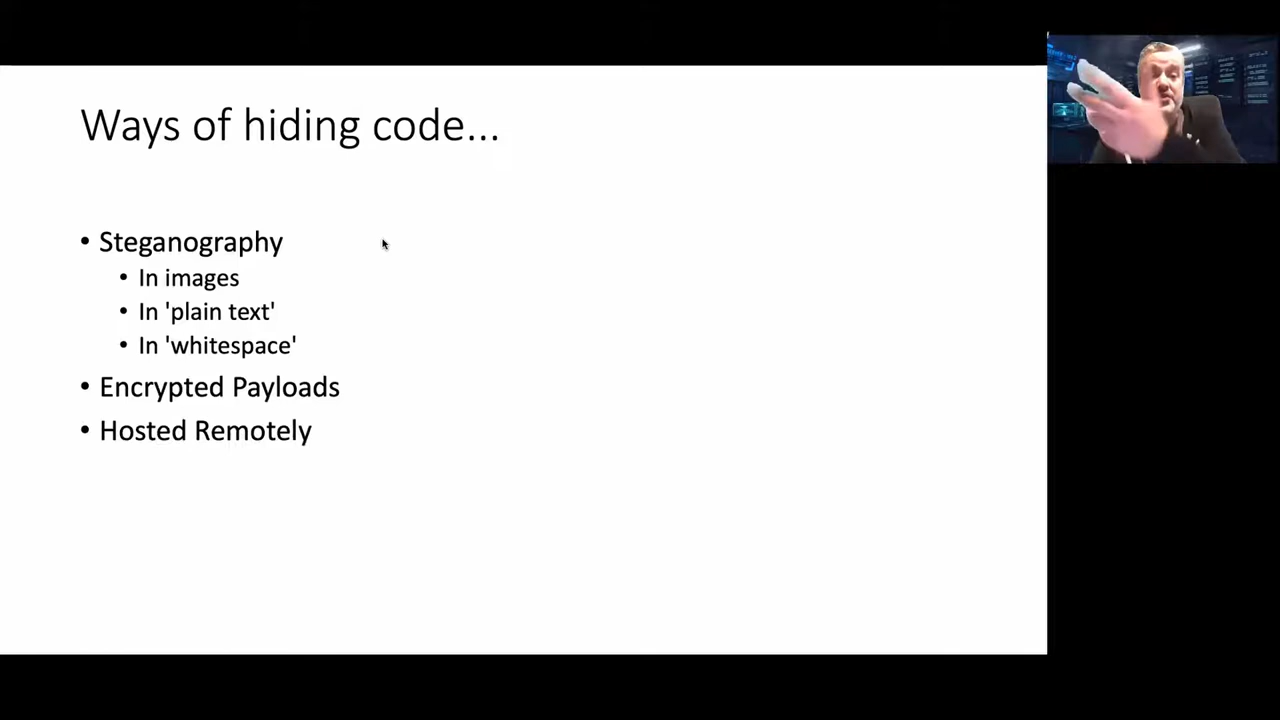 Ways of hiding code...
• Steganography
• In images
• In 'plain text'
• In 'whitespace'
• Encrypted Payloads
• Hosted Remotely